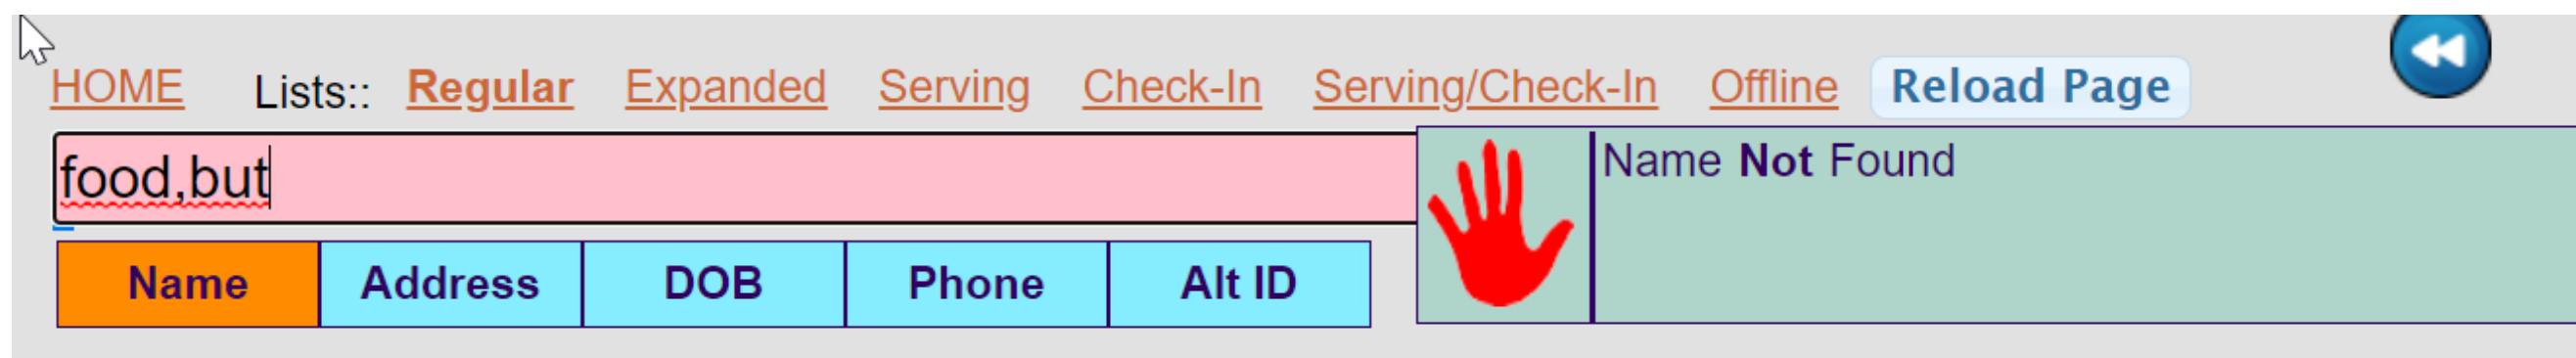 HOME Lists:: Regular Expanded Serving Check-In Serving/Check-In Offline Reload Page
food,but
Name Not Found
Name Address DOB Phone Alt ID